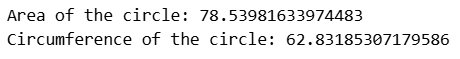 Area of the circle: 78.53981633974483
Circumference of the circle: 62.83185307179586